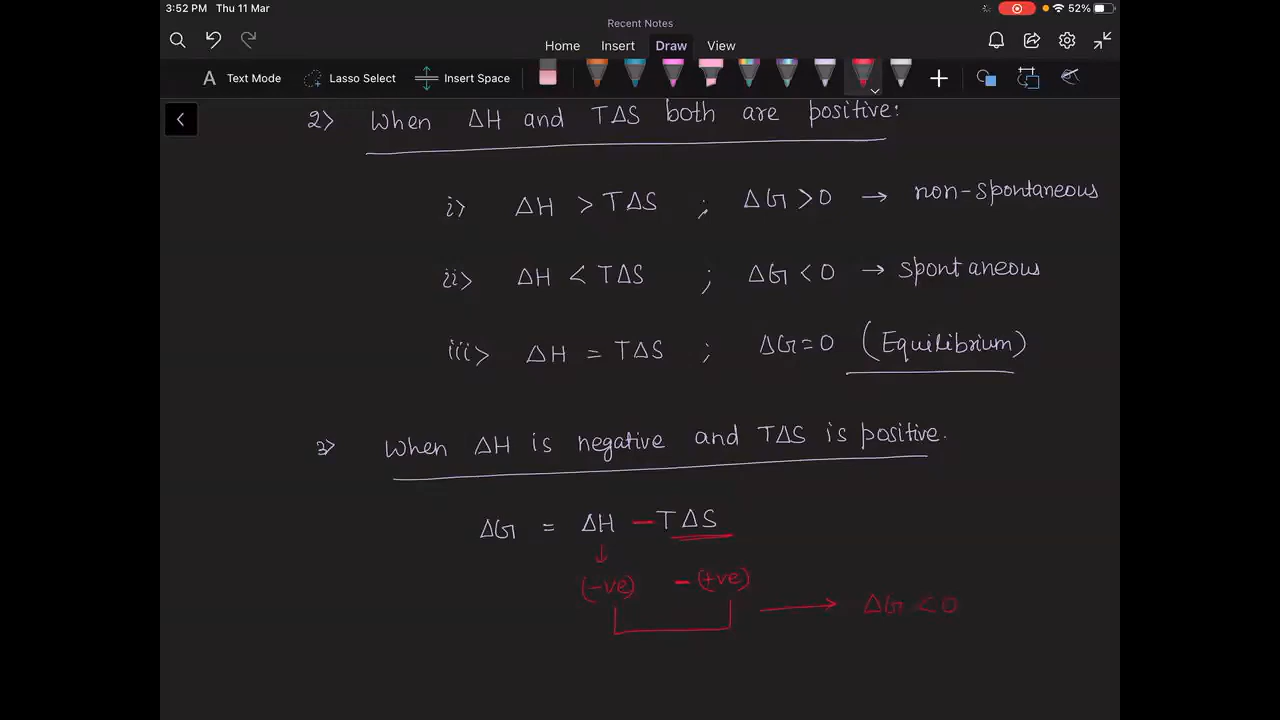 3:52 PM Thu 11 Mar
52%
Recent Notes
Home Insert Draw View
A Text Mode Lasso Select Insert Space
2> When ΔH and TΔS both are positive:
i> ΔH > TΔS ; ΔG > 0 → non-spontaneous
ii> ΔH < TΔS ; ΔG < 0 → spontaneous
iii> ΔH = TΔS ; ΔG = 0 (Equilibrium)
3> When ΔH is negative and TΔS is positive.
ΔG = ΔH - TΔS
↓
(-ve) - (+ve)
→ ΔG < 0